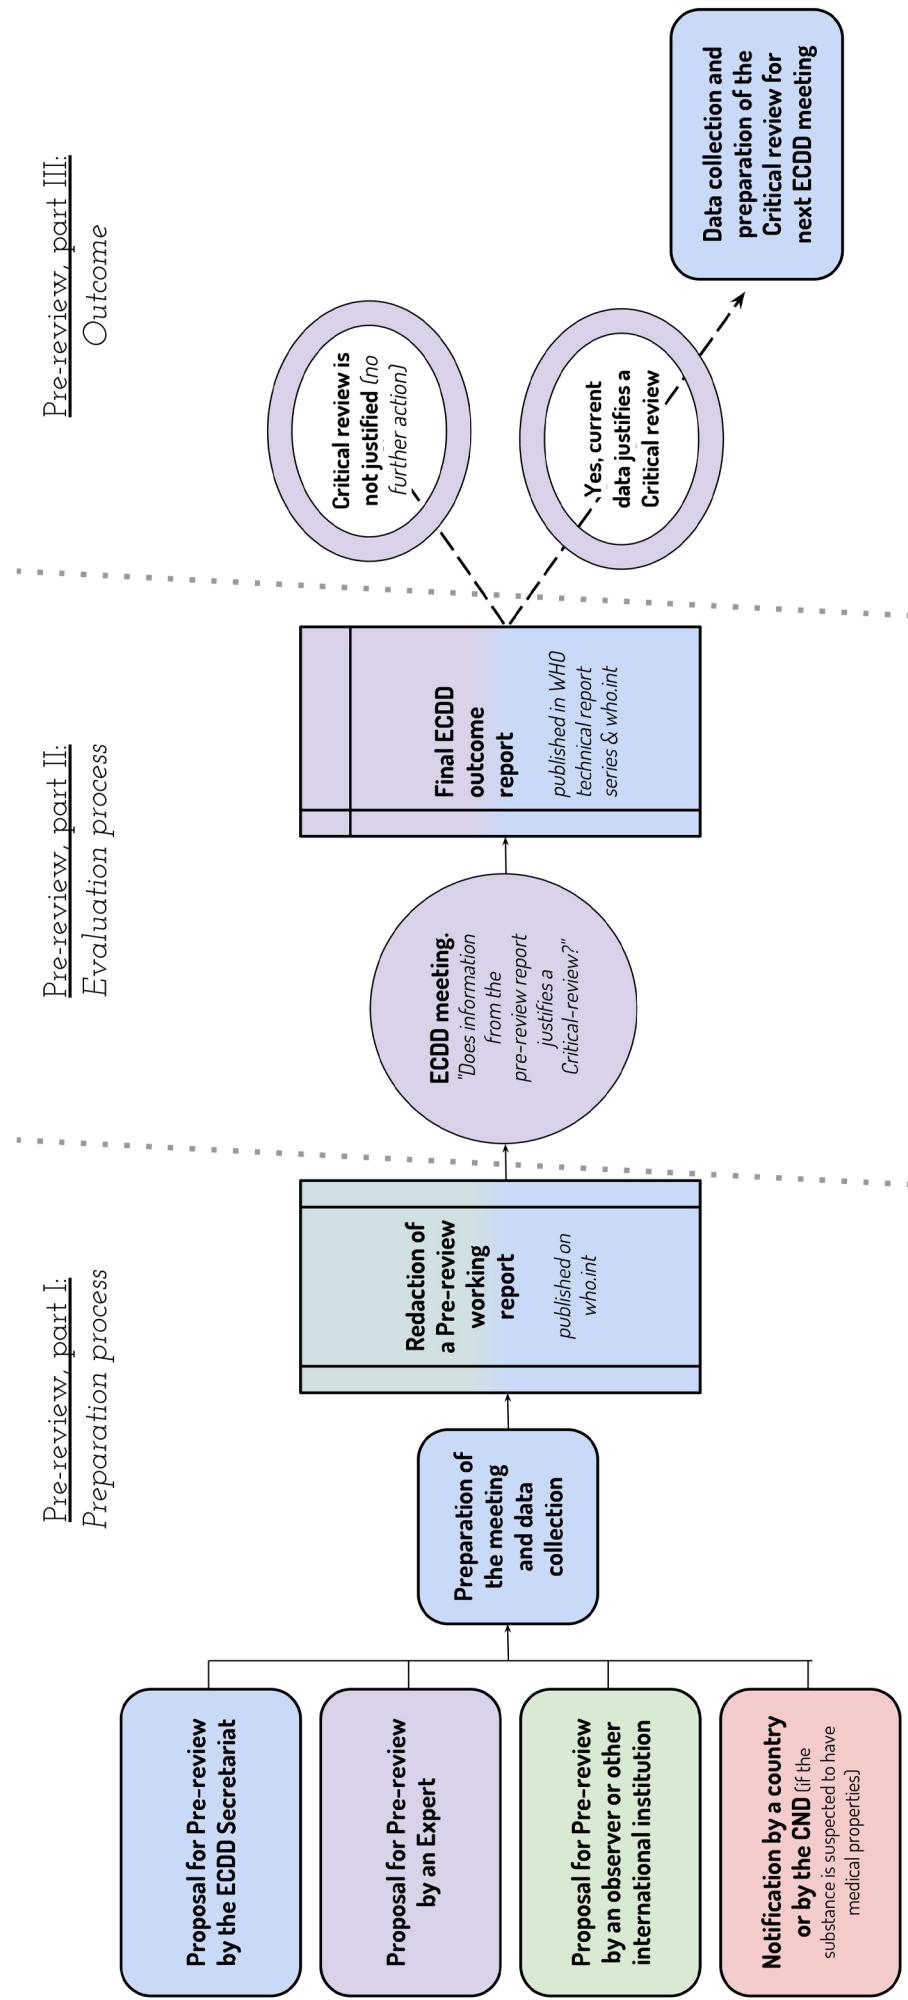 Pre-review, part I:
Preparation process
Proposal for Pre-review
by the ECDD Secretariat
Proposal for Pre-review
by an Expert
Proposal for Pre-review
by an observer or other
international institution
Notification by a country
or by the CND (if the
substance is suspected to have
medical properties)
Preparation of
the meeting
and data
collection
Redaction of
a Pre-review
working
report
published on
who.int
Pre-review, part II:
Evaluation process
ECDD meeting.
"Does information
from the
pre-review report
justifies a
Critical-review?"
Final ECDD
outcome
report
published in WHO
technical report
series & who.int
Pre-review, part III:
Outcome
Critical review is
not justified (no
further action)
Yes, current
data justifies a
Critical review
Data collection and
preparation of the
Critical review for
next ECDD meeting